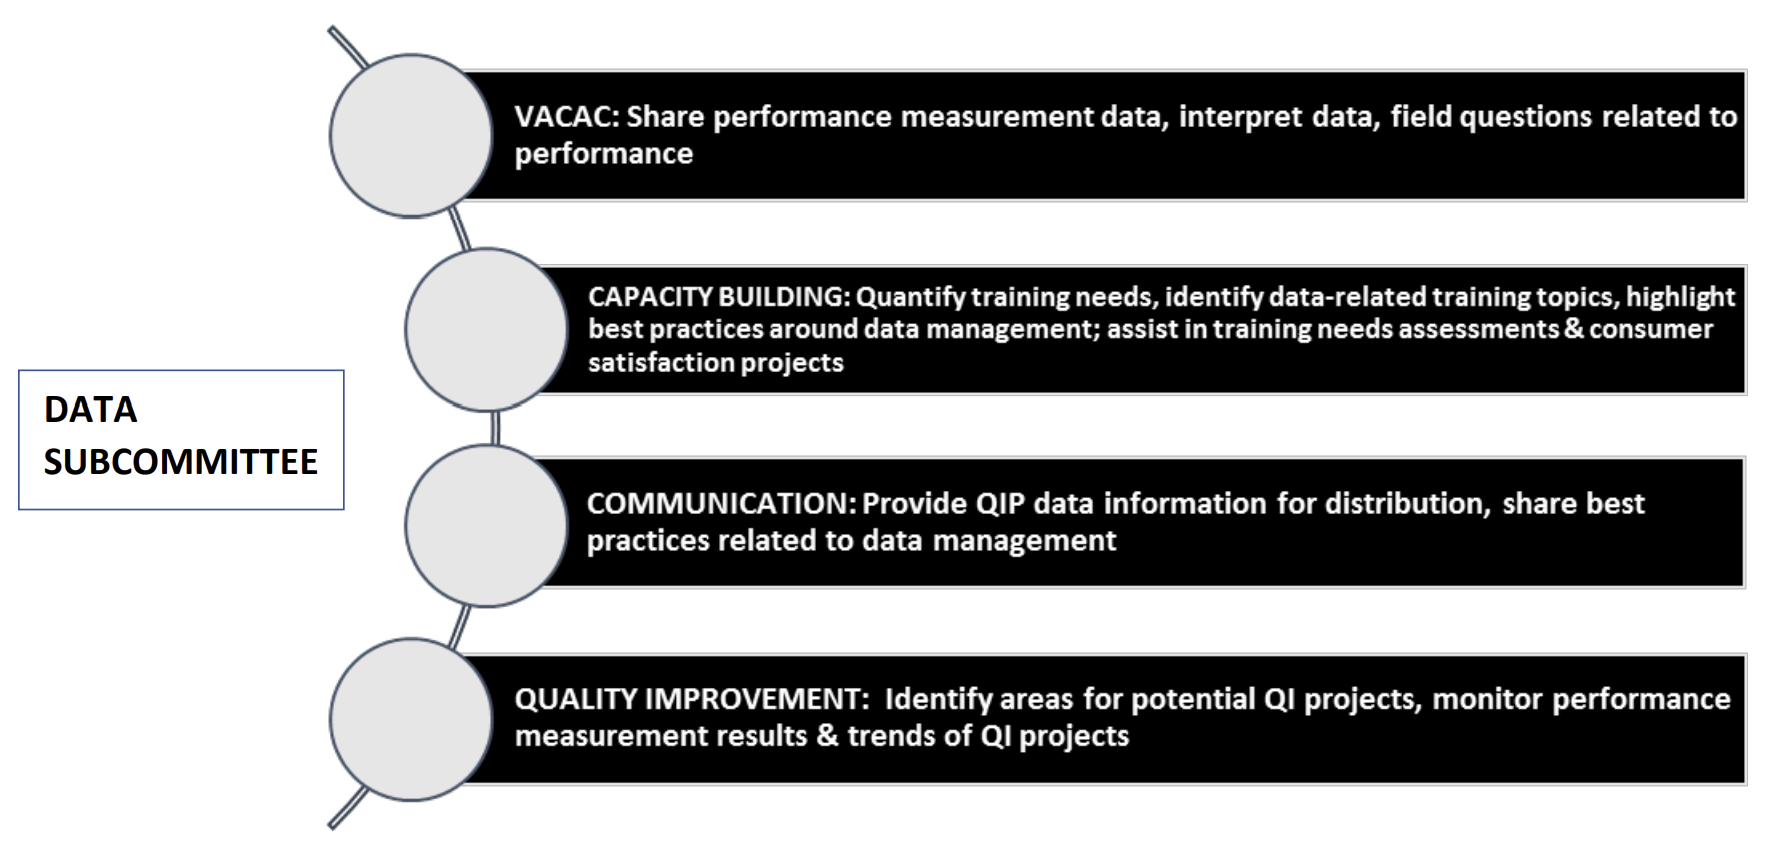 VACAC: Share performance measurement data, interpret data, field questions related to
performance
CAPACITY BUILDING: Quantify training needs, identify data-related training topics, highlight
best practices around data management; assist in training needs assessments & consumer
satisfaction projects
DATA
SUBCOMMITTEE
COMMUNICATION: Provide QIP data information for distribution, share best
practices related to data management
QUALITY IMPROVEMENT:  Identify areas for potential QI projects, monitor performance
measurement results & trends of QI projects